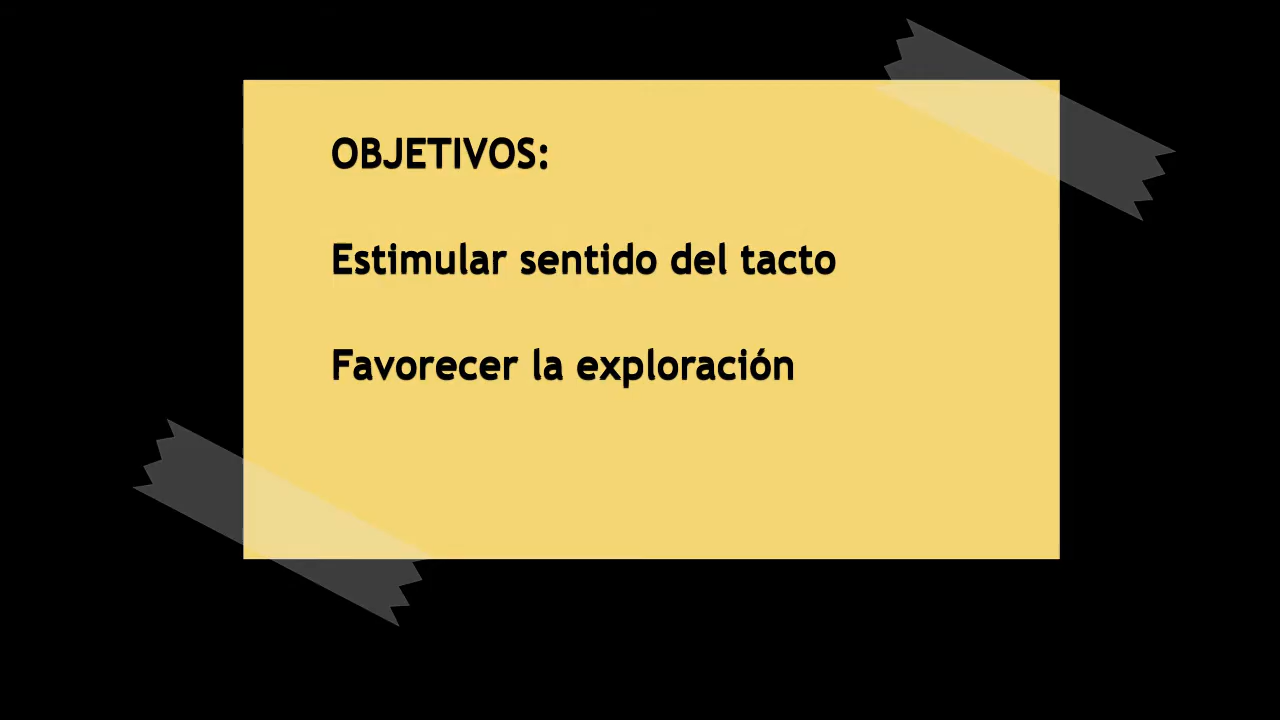 OBJETIVOS:
Estimular sentido del tacto
Favorecer la exploración